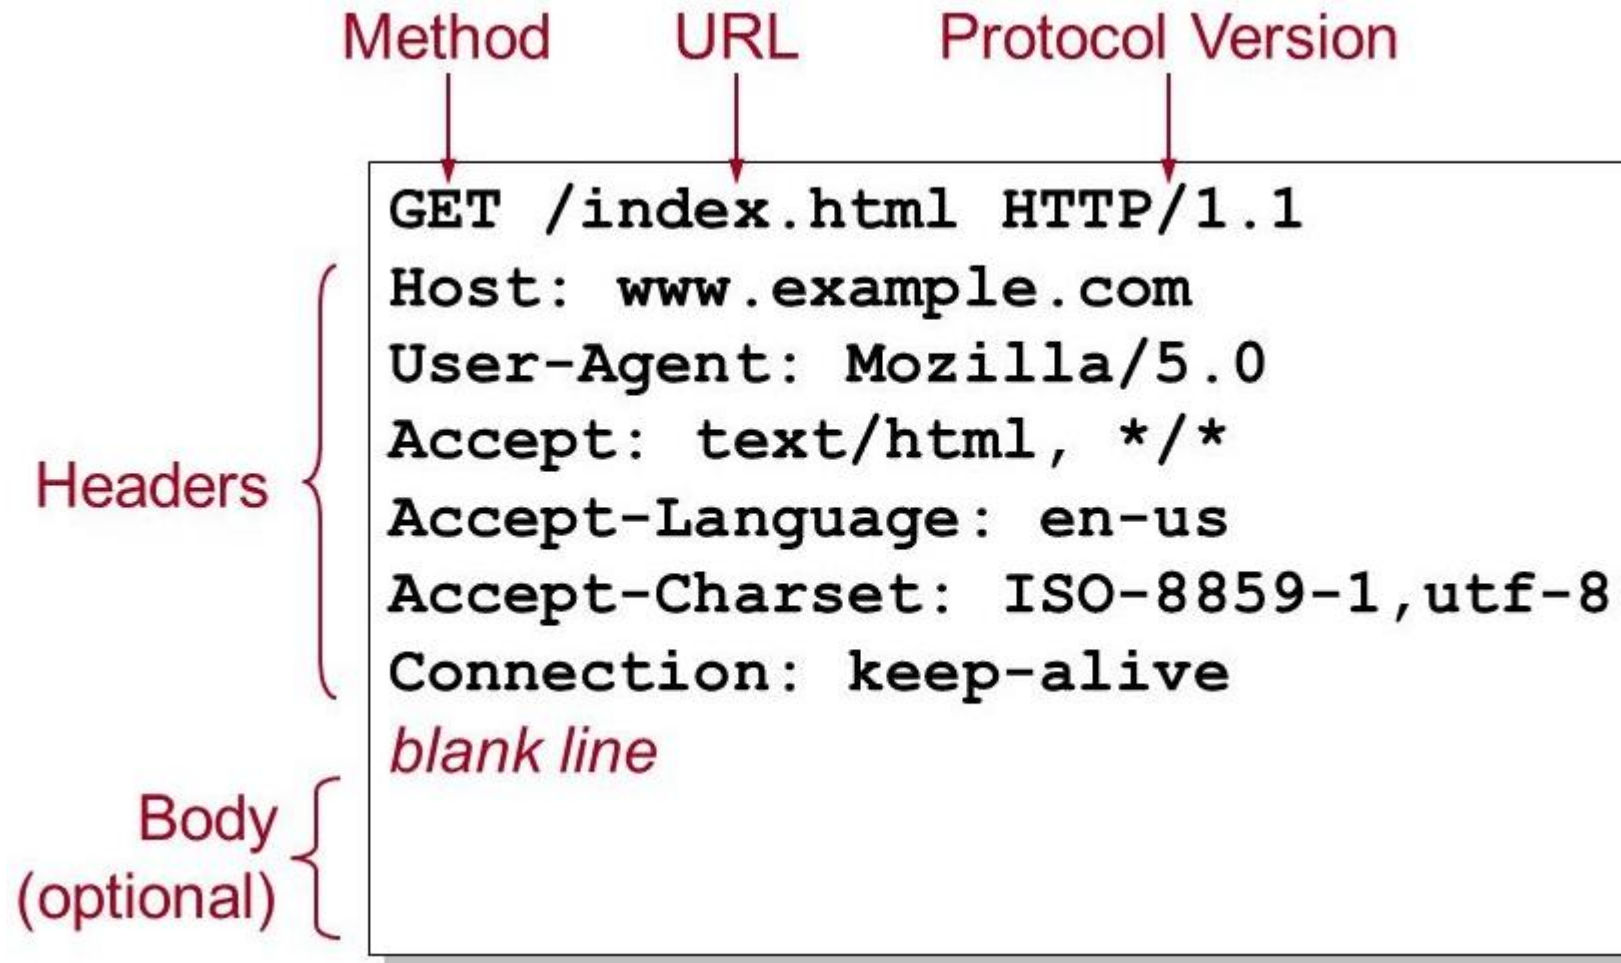 Method URL Protocol Version
GET /index.html HTTP/1.1
Host: www.example.com
User-Agent: Mozilla/5.0
Accept: text/html, */*
Headers
Accept-Language: en-us
Accept-Charset: ISO-8859-1,utf-8
Connection: keep-alive
blank line
Body
(optional)